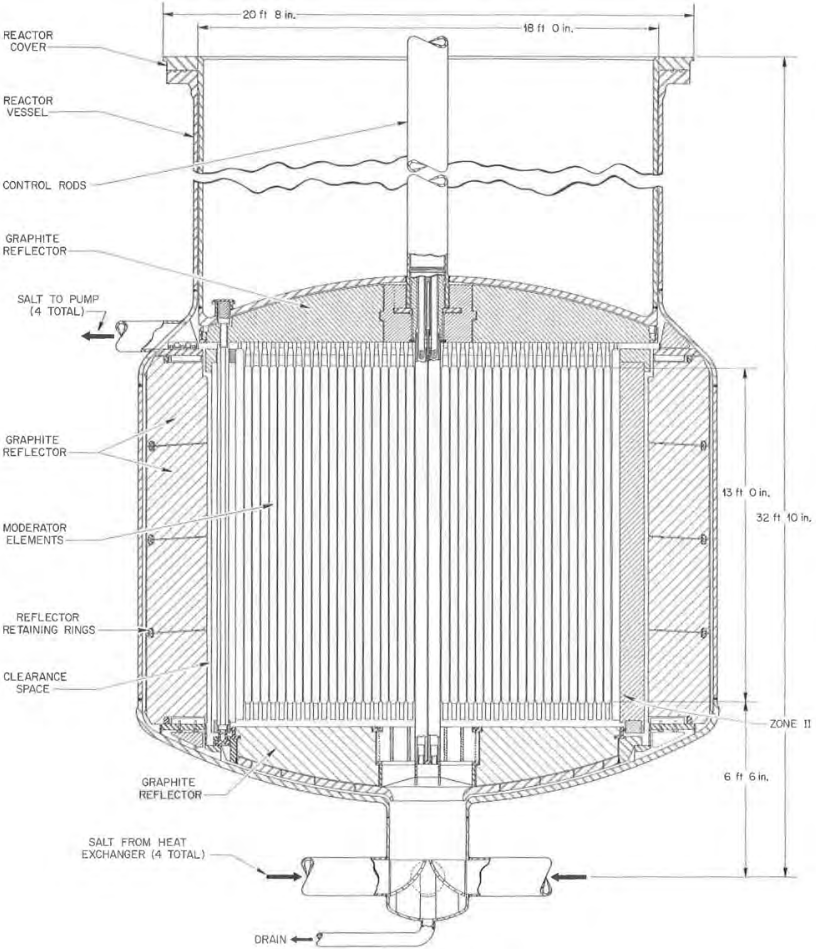 20 ft 8 in.
18 ft 0 in.
REACTOR
COVER
REACTOR
VESSEL
CONTROL RODS
GRAPHITE
REFLECTOR
SALT TO PUMP
(4 TOTAL)
GRAPHITE
REFLECTOR
13 ft 0 in.
32 ft 10 in.
MODERATOR
ELEMENTS
REFLECTOR
RETAINING RINGS
CLEARANCE
SPACE
ZONE II
GRAPHITE
REFLECTOR
6 ft 6 in.
SALT FROM HEAT
EXCHANGER (4 TOTAL)
DRAIN